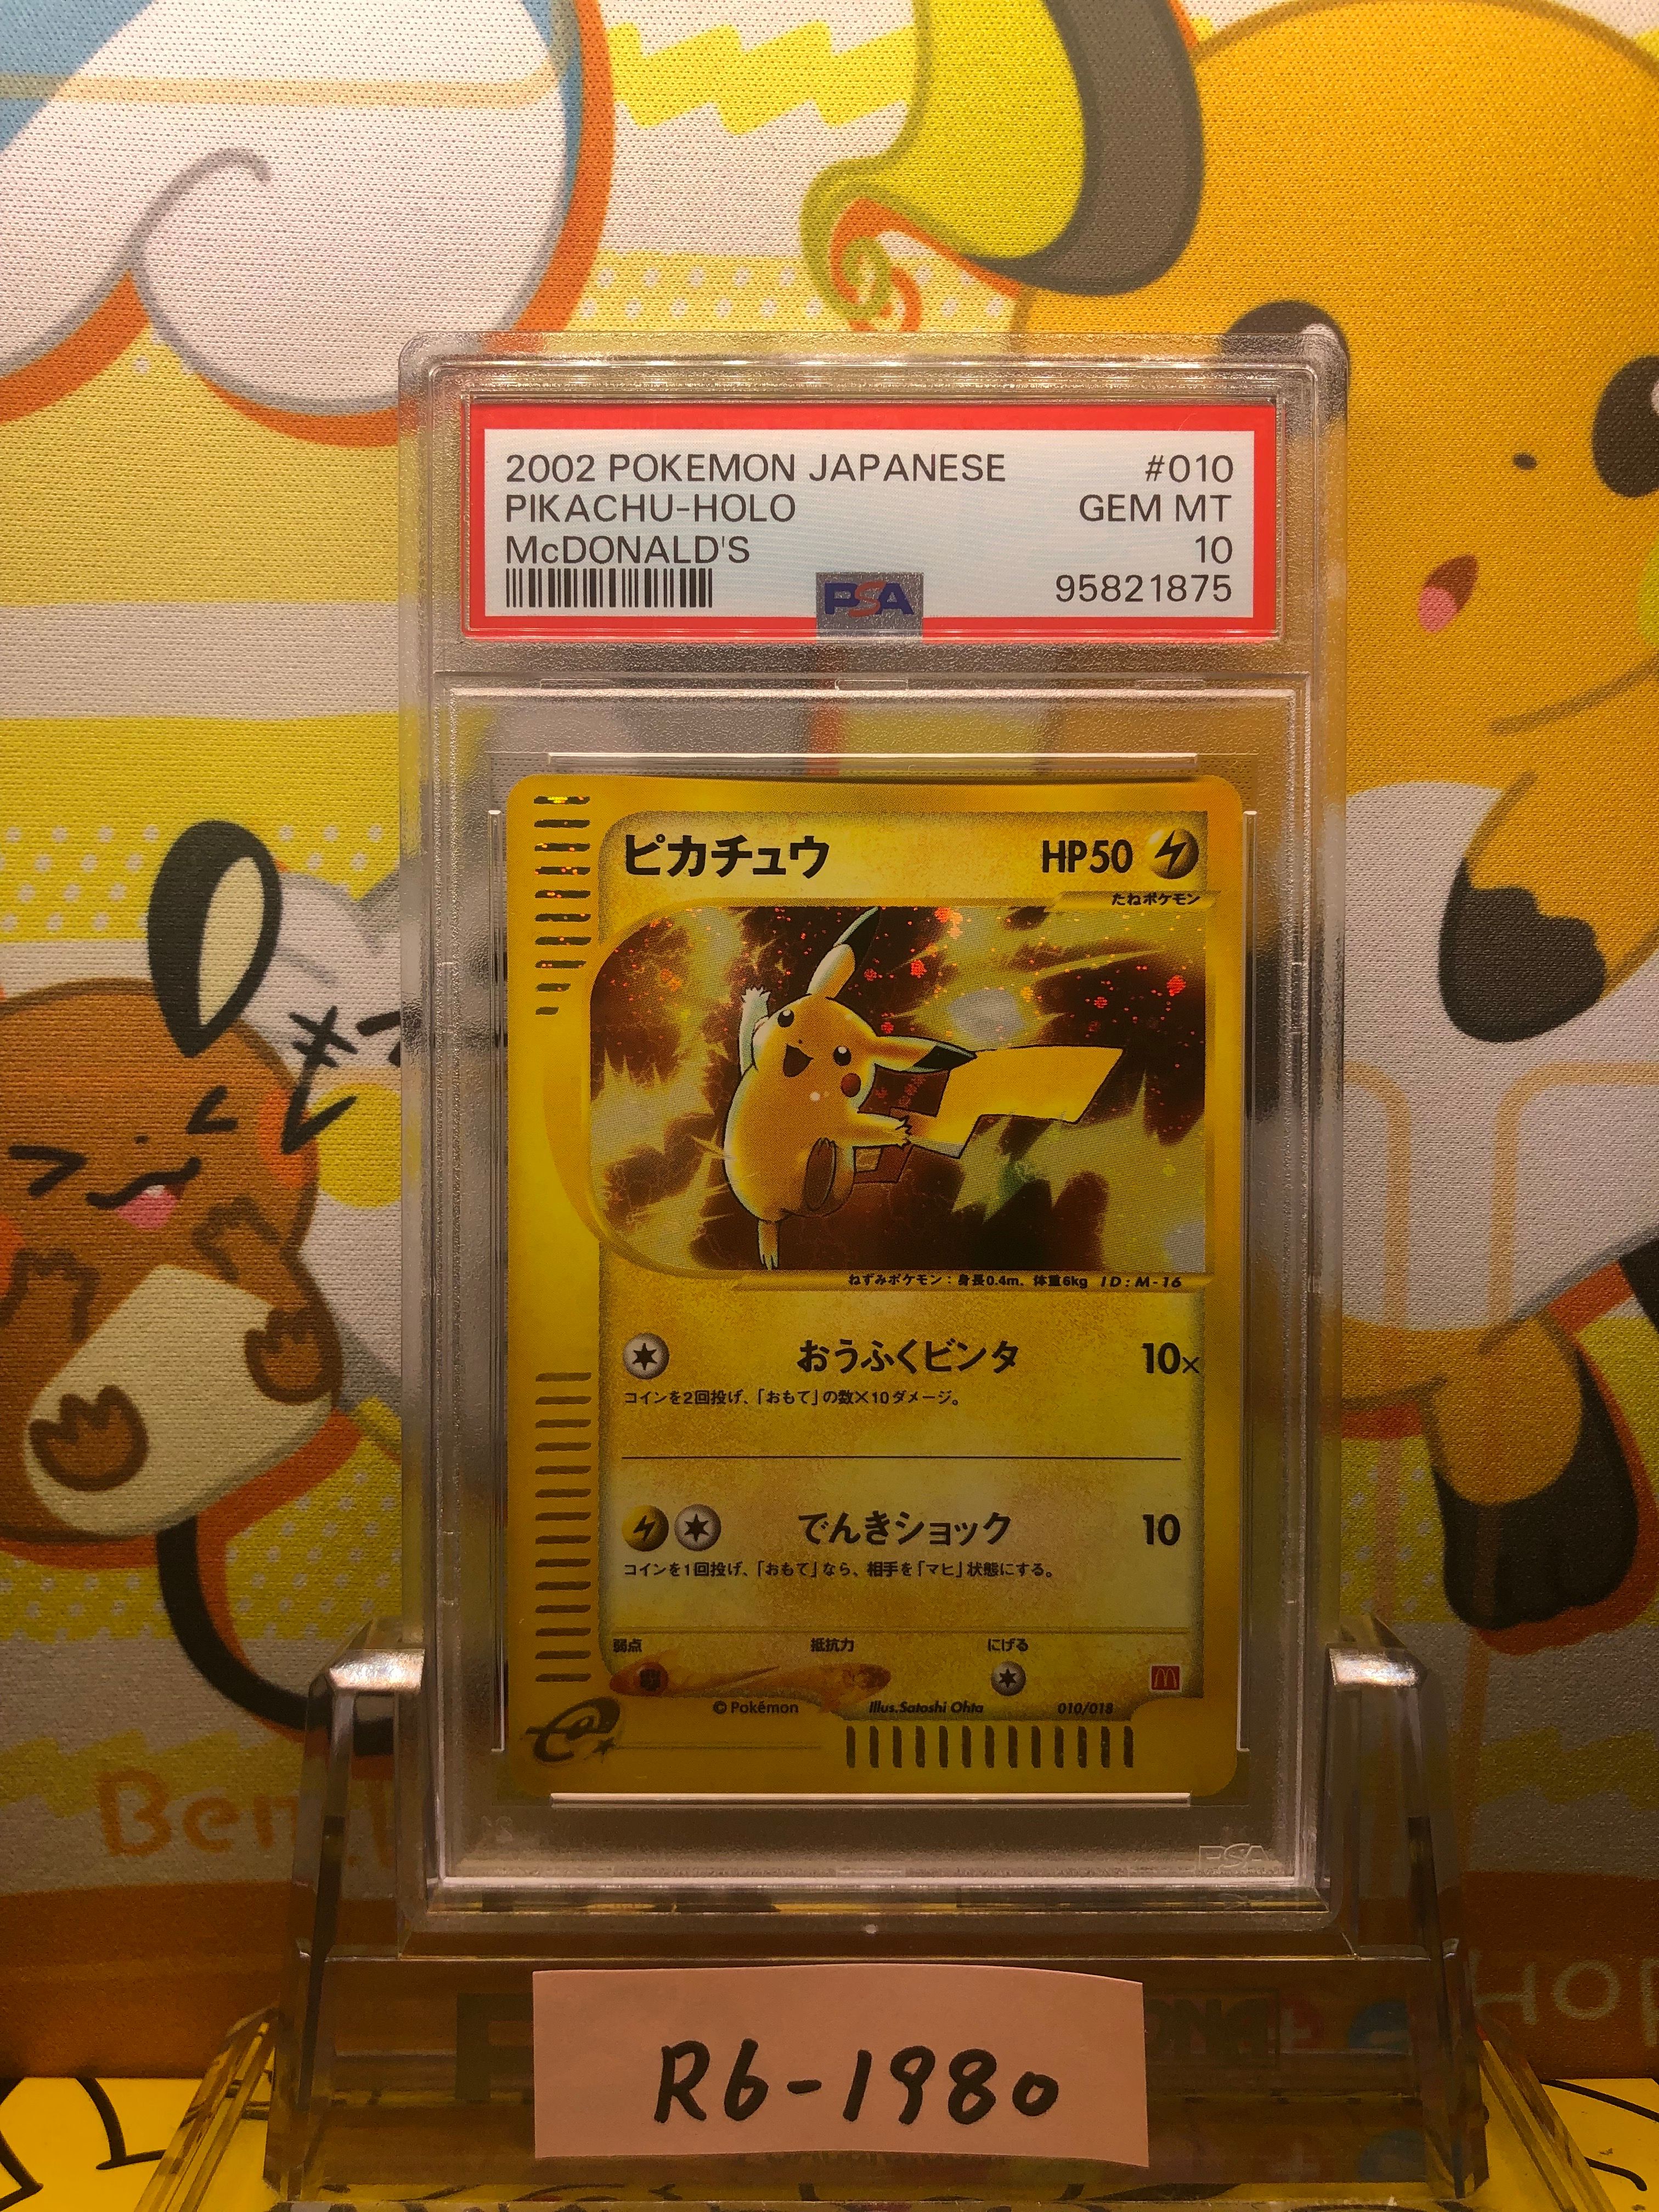 2002 POKEMON JAPANESE #010
PIKACHU-HOLO GEM MT
McDONALD'S 10
PSA 95821875
ピカチュウ HP50
たねポケモン
ねずみポケモン：身長0.4m、体重6kg ID：M-16
おうふくビンタ 10×
コインを2回投げ、「おもて」の数×10ダメージ。
でんきショック 10
コインを1回投げ、「おもて」なら、相手を「マヒ」状態にする。
弱点 抵抗力 にげる
© Pokémon Illus.Satoshi Ohta 010/018
e
PSA
R6-1980